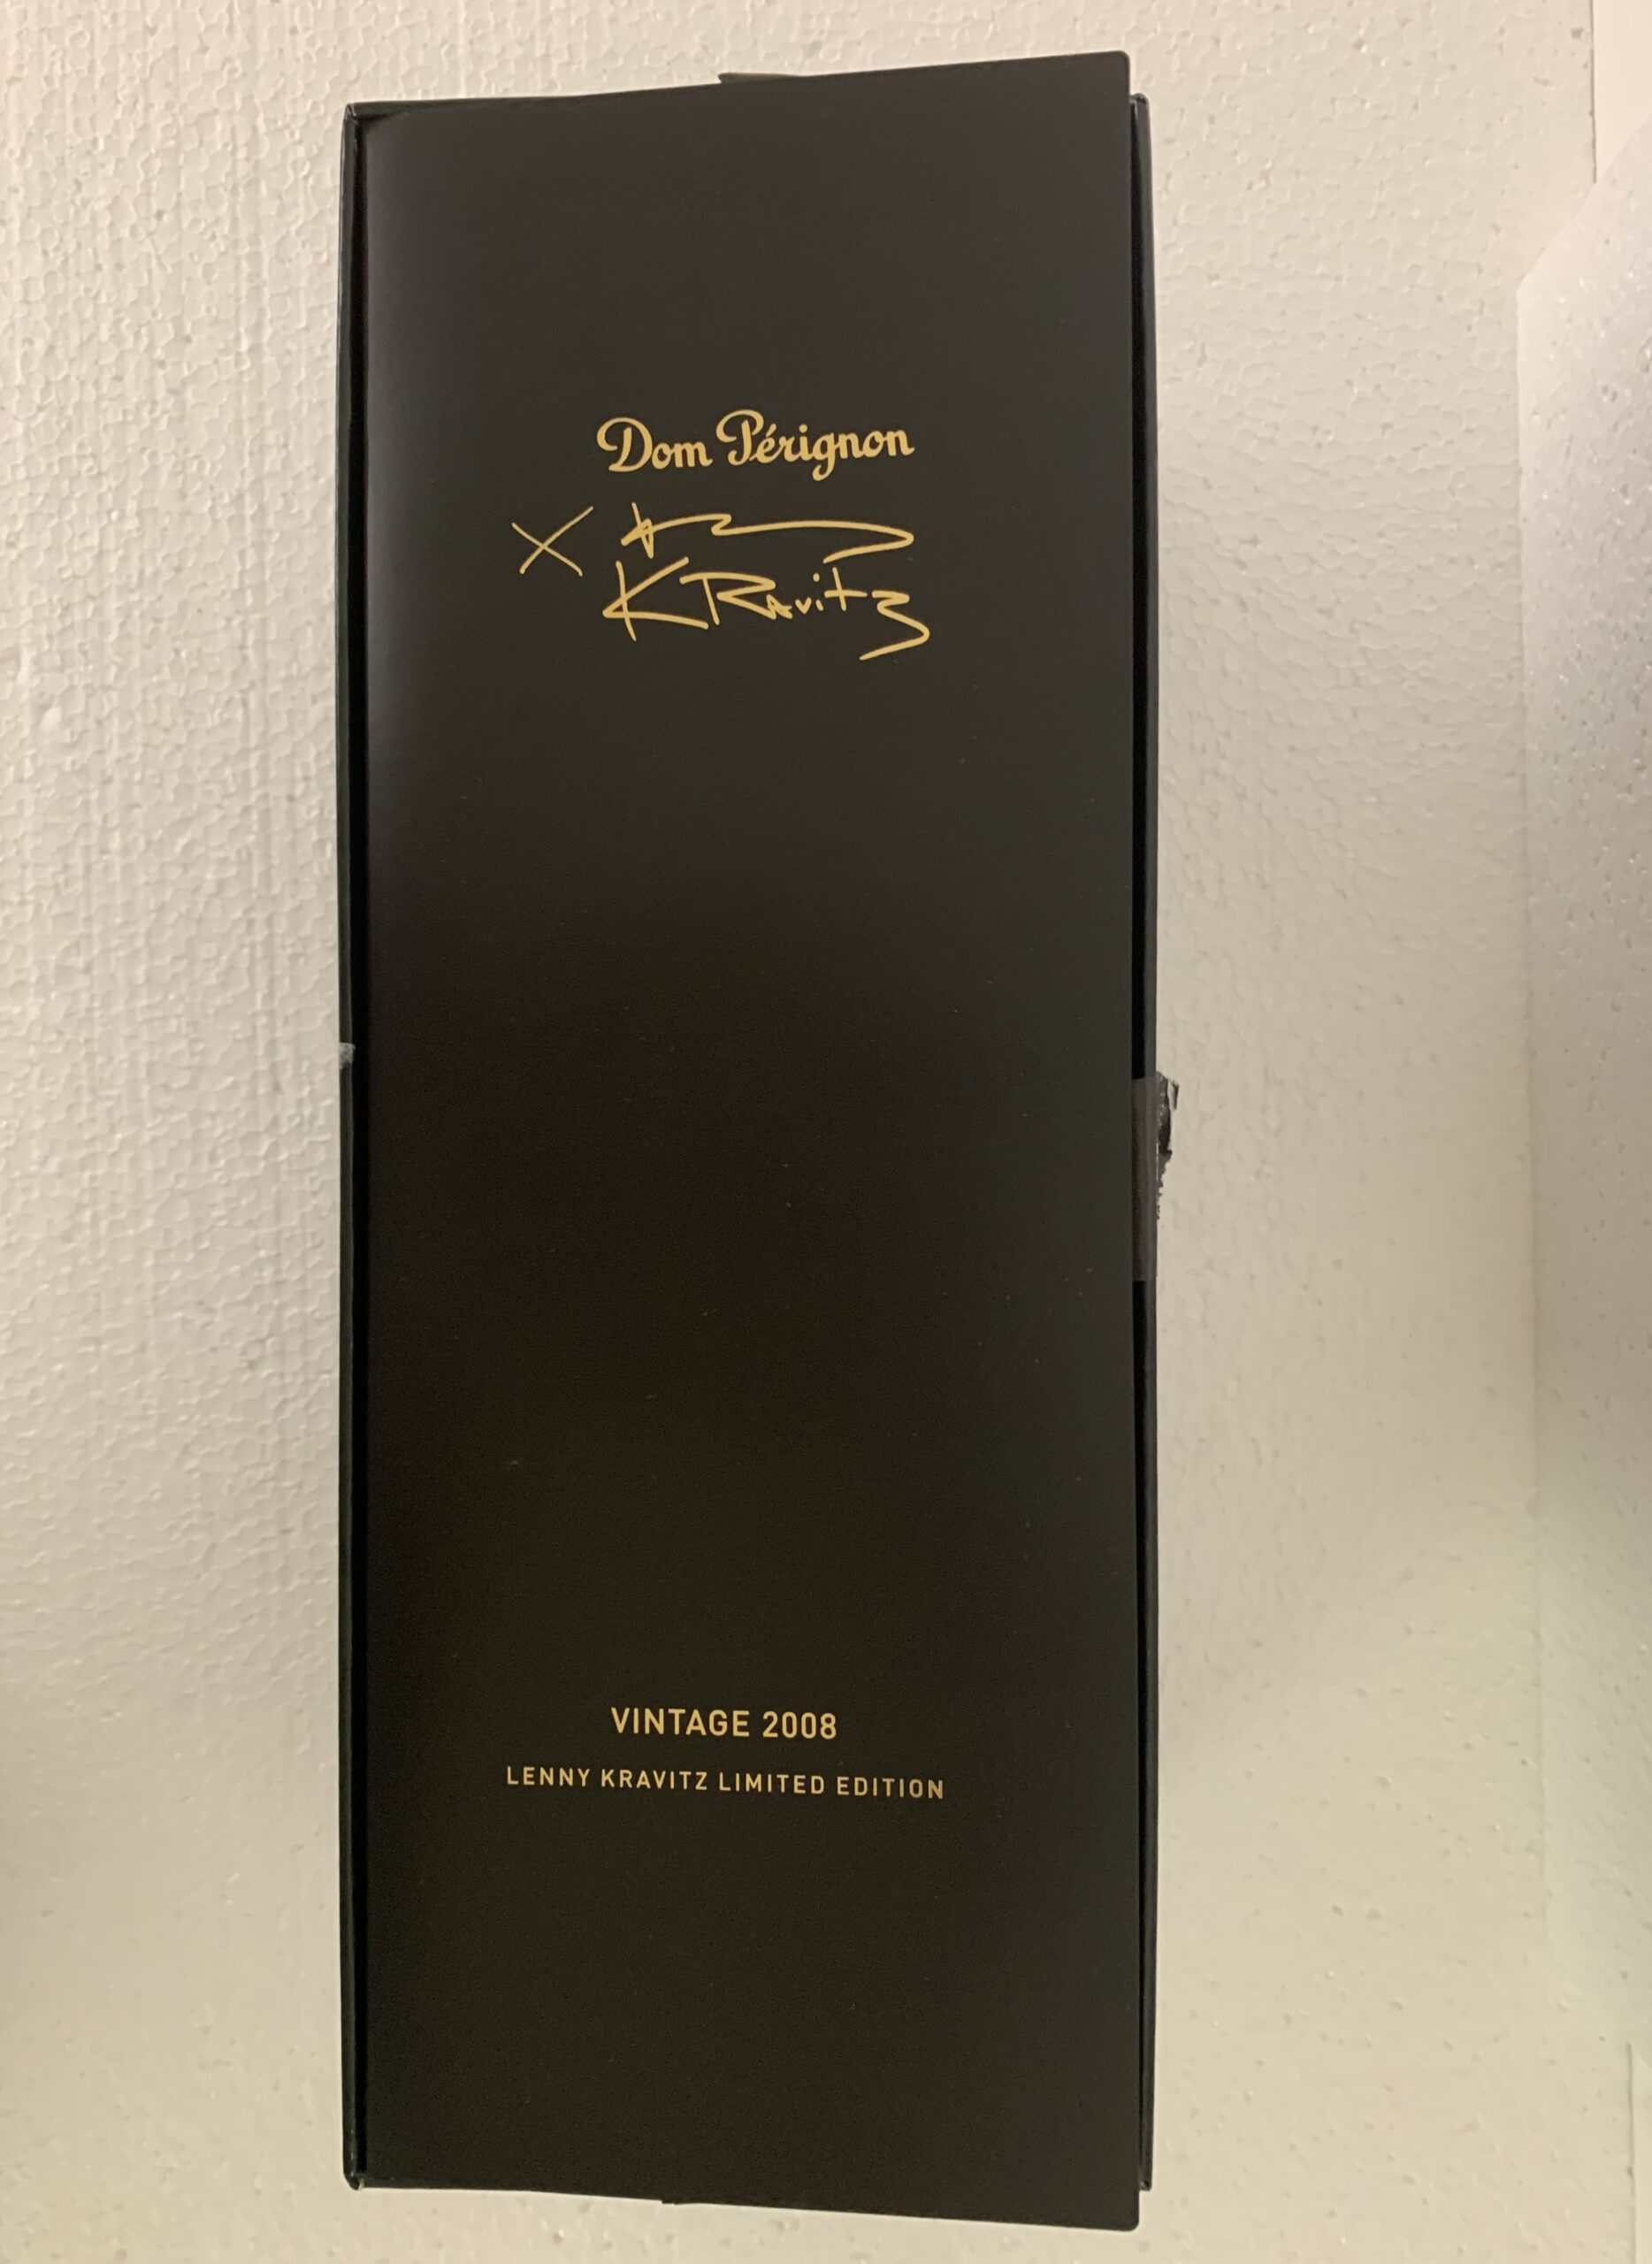 Dom Pérignon
X
KRavitz
VINTAGE 2008
LENNY KRAVITZ LIMITED EDITION